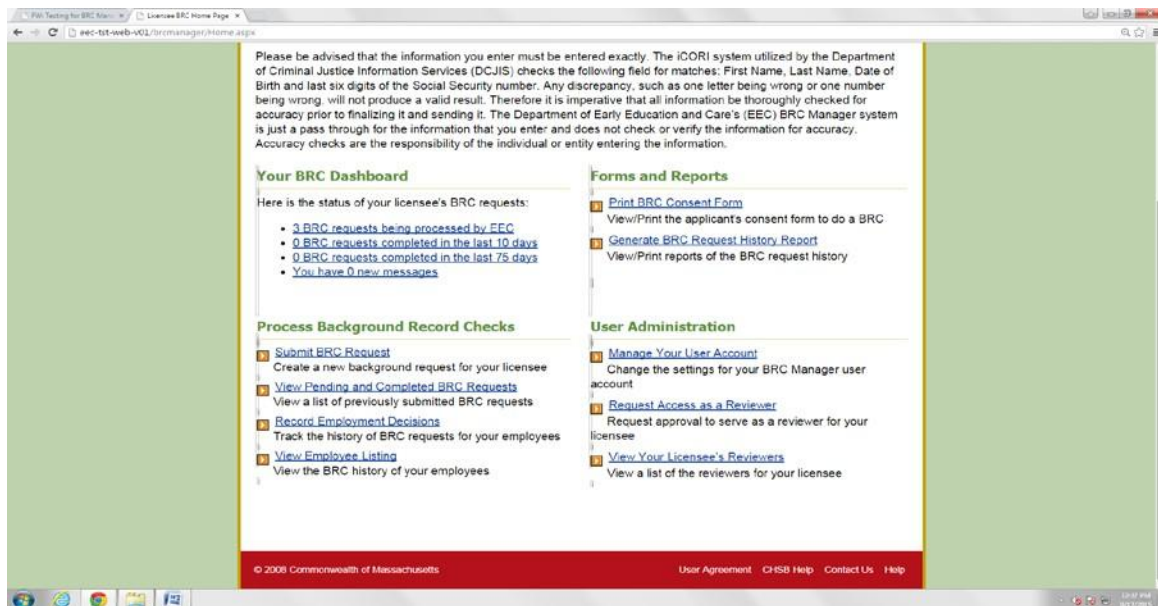 FW: Testing for BRC Mana
Licensee BRC Home Page
eec-tst-web-v01/brcmanager/Home.aspx
Please be advised that the information you enter must be entered exactly. The iCORI system utilized by the Department
of Criminal Justice Information Services (DCJIS) checks the following field for matches: First Name, Last Name, Date of
Birth and last six digits of the Social Security number. Any discrepancy, such as one letter being wrong or one number
being wrong, will not produce a valid result. Therefore it is imperative that all information be thoroughly checked for
accuracy prior to finalizing it and sending it. The Department of Early Education and Care's (EEC) BRC Manager system
is just a pass through for the information that you enter and does not check or verify the information for accuracy.
Accuracy checks are the responsibility of the individual or entity entering the information.
Your BRC Dashboard
Here is the status of your licensee's BRC requests:
3 BRC requests being processed by EEC
0 BRC requests completed in the last 10 days
0 BRC requests completed in the last 75 days
You have 0 new messages
Forms and Reports
Print BRC Consent Form
View/Print the applicant's consent form to do a BRC
Generate BRC Request History Report
View/Print reports of the BRC request history
Process Background Record Checks
Submit BRC Request
Create a new background request for your licensee
View Pending and Completed BRC Requests
View a list of previously submitted BRC requests
Record Employment Decisions
Track the history of BRC requests for your employees
View Employee Listing
View the BRC history of your employees
User Administration
Manage Your User Account
Change the settings for your BRC Manager user
account
Request Access as a Reviewer
Request approval to serve as a reviewer for your
licensee
View Your Licensee's Reviewers
View a list of the reviewers for your licensee
© 2008 Commonwealth of Massachusetts
User Agreement CHSB Help Contact Us Help